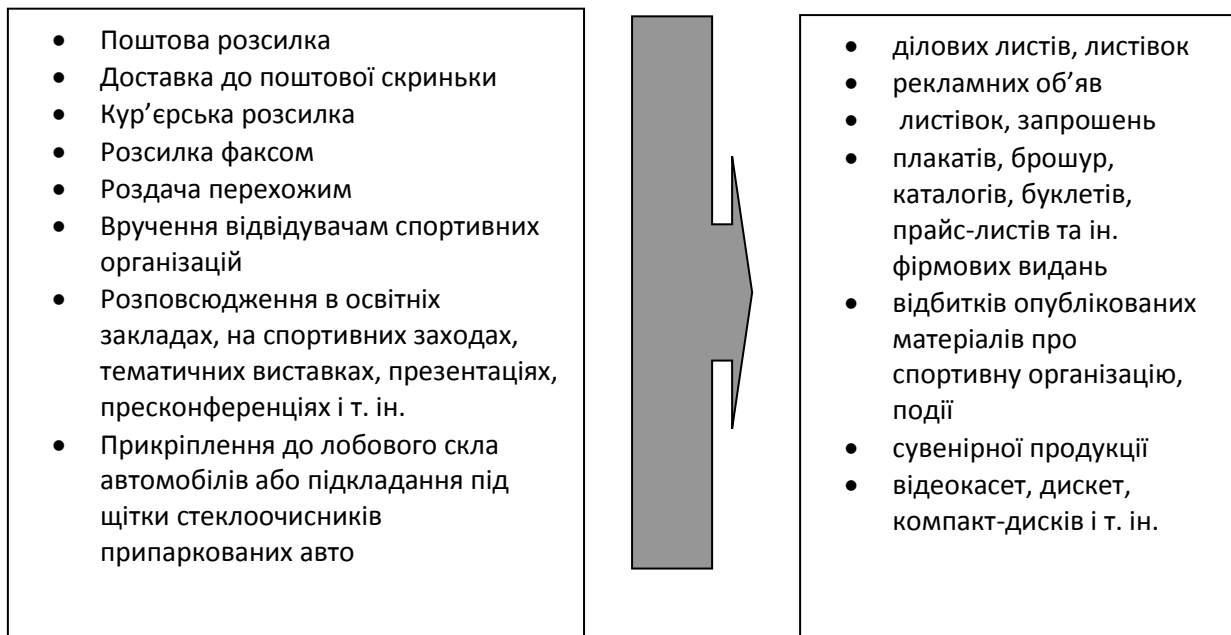 • Поштова розсилка
• Доставка до поштової скриньки
• Кур’єрська розсилка
• Розсилка факсом
• Роздача перехожим
• Вручення відвідувачам спортивних
організацій
• Розповсюдження в освітніх
закладах, на спортивних заходах,
тематичних виставках, презентаціях,
пресконференціях і т. ін.
• Прикріплення до лобового скла
автомобілів або підкладання під
щітки стеклоочисників
припаркованих авто
• ділових листів, листівок
• рекламних об’яв
• листівок, запрошень
• плакатів, брошур,
каталогів, буклетів,
прайс-листів та ін.
фірмових видань
• відбитків опублікованих
матеріалів про
спортивну організацію,
події
• сувенірної продукції
• відеокасет, дискет,
компакт-дисків і т. ін.